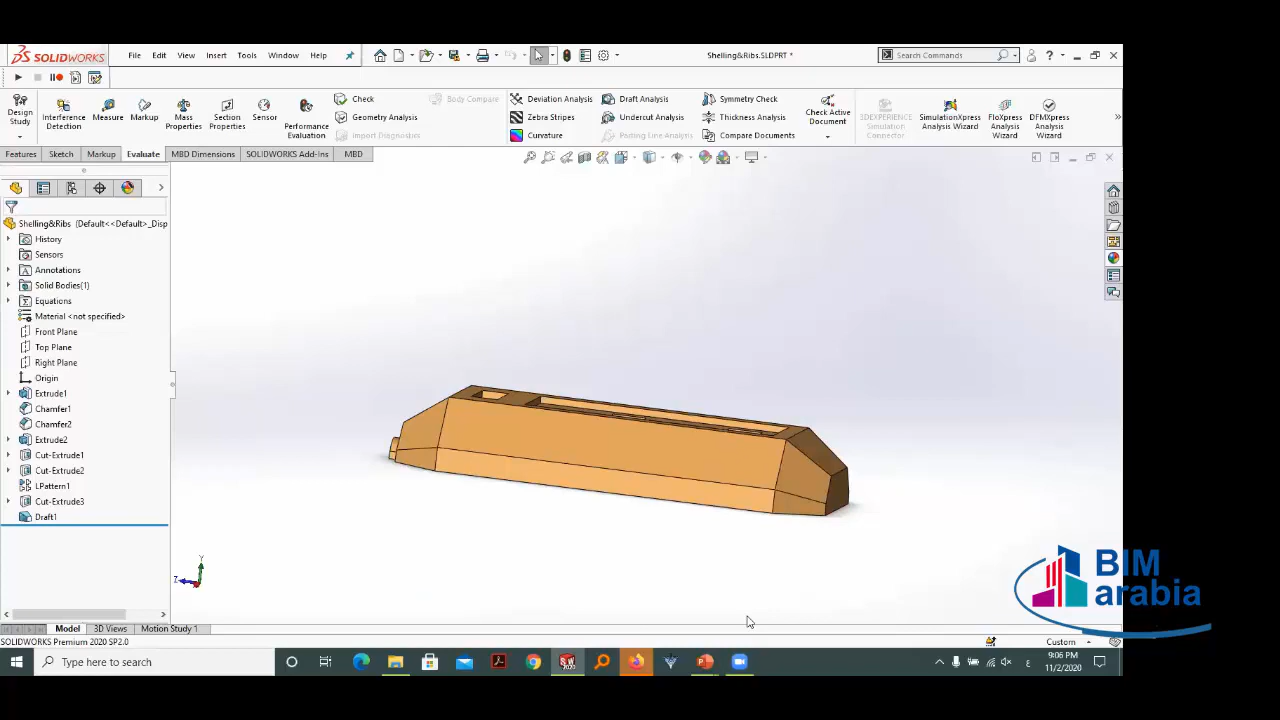 SOLIDWORKS
File Edit View Insert Tools Window Help
Shelling&Ribs.SLDPRT *
Search Commands
Design Study
Interference Detection
Measure
Markup
Mass Properties
Section Properties
Sensor
Performance Evaluation
Check
Geometry Analysis
Import Diagnostics
Body Compare
Deviation Analysis
Zebra Stripes
Curvature
Draft Analysis
Undercut Analysis
Parting Line Analysis
Symmetry Check
Thickness Analysis
Compare Documents
Check Active Document
3DEXPERIENCE Simulation Connector
SimulationXpress Analysis Wizard
FloXpress Analysis Wizard
DFMXpress Analysis Wizard
Features Sketch Markup Evaluate MBD Dimensions SOLIDWORKS Add-Ins MBD
Shelling&Ribs (Default<<Default>_Disp
History
Sensors
Annotations
Solid Bodies(1)
Equations
Material <not specified>
Front Plane
Top Plane
Right Plane
Origin
Extrude1
Chamfer1
Chamfer2
Extrude2
Cut-Extrude1
Cut-Extrude2
LPattern1
Cut-Extrude3
Draft1
Y
Z
BIM
arabia
Model 3D Views Motion Study 1
SOLIDWORKS Premium 2020 SP2.0
Custom
Type here to search
SW
2020
ع
9:06 PM
11/2/2020